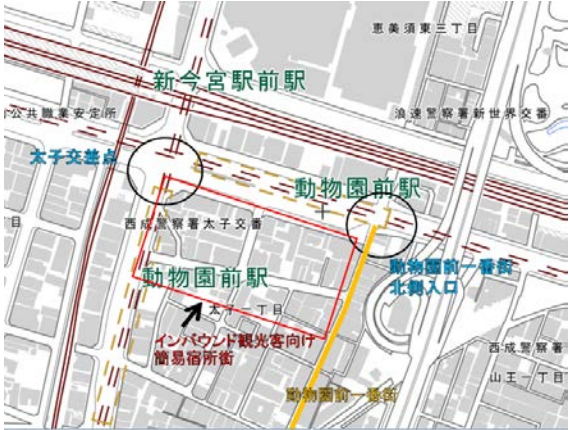 恵美須東三丁目
新今宮駅前駅
公共職業安定所
浪速警察署新世界交番
太子交差点
動物園前駅
目
西成警察署太子交番
動物園前駅
動物園前一番街
北側入口
太子一丁目
インバウンド観光客向け
簡易宿所街
西成警察署
山王一丁目
動物園前一番街